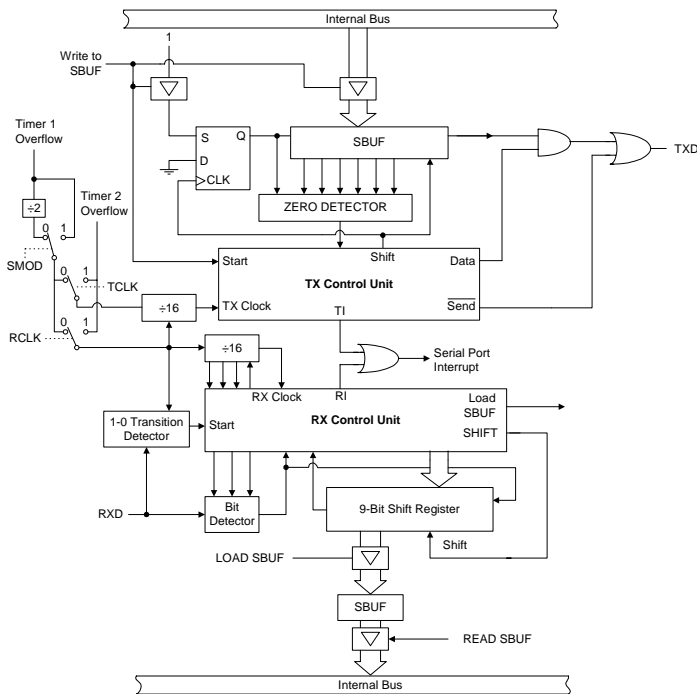 Internal Bus
1
Write to
SBUF
S
Q
D
CLK
SBUF
TXD
Timer 1
Overflow
Timer 2
Overflow
÷2
0
1
ZERO DETECTOR
Shift
SMOD
0
1
TCLK
Start
Data
TX Control Unit
÷16
TX Clock
TI
Send
RCLK
0
1
÷16
Serial Port
Interrupt
RX Clock
RI
Load
SBUF
1-0 Transition
Detector
Start
RX Control Unit
SHIFT
RXD
Bit
Detector
9-Bit Shift Register
Shift
LOAD SBUF
SBUF
READ SBUF
Internal Bus